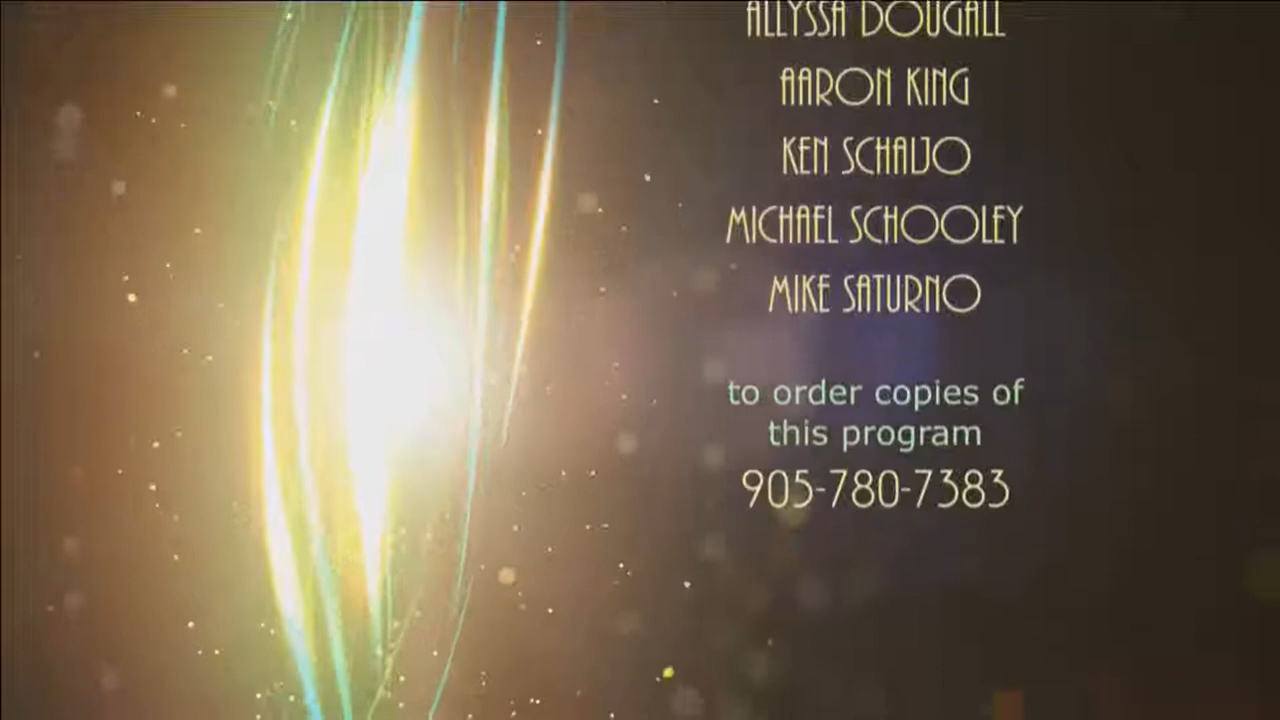 ALLYSSA DOUGALL
AARON KING
KEN SCHALJO
MICHAEL SCHOOLEY
MIKE SATURNO
to order copies of
this program
905-780-7383